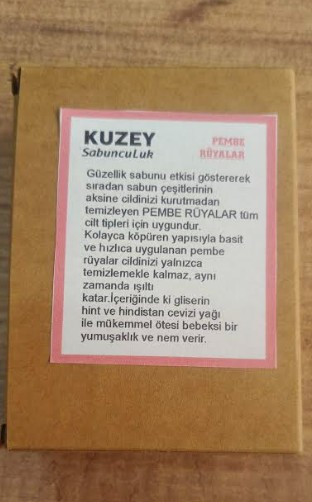 KUZEY
SabuncuLuk
PEMBE
RÜYALAR
Güzellik sabunu etkisi göstererek
sıradan sabun çeşitlerinin
aksine cildinizi kurutmadan
temizleyen PEMBE RÜYALAR tüm
cilt tipleri için uygundur.
Kolayca köpüren yapısıyla basit
ve hızlıca uygulanan pembe
rüyalar cildinizi yalnızca
temizlemekle kalmaz, aynı
zamanda ışıltı
katar.İçeriğinde ki gliserin
hint ve hindistan cevizi yağı
ile mükemmel ötesi bebeksi bir
yumuşaklık ve nem verir.